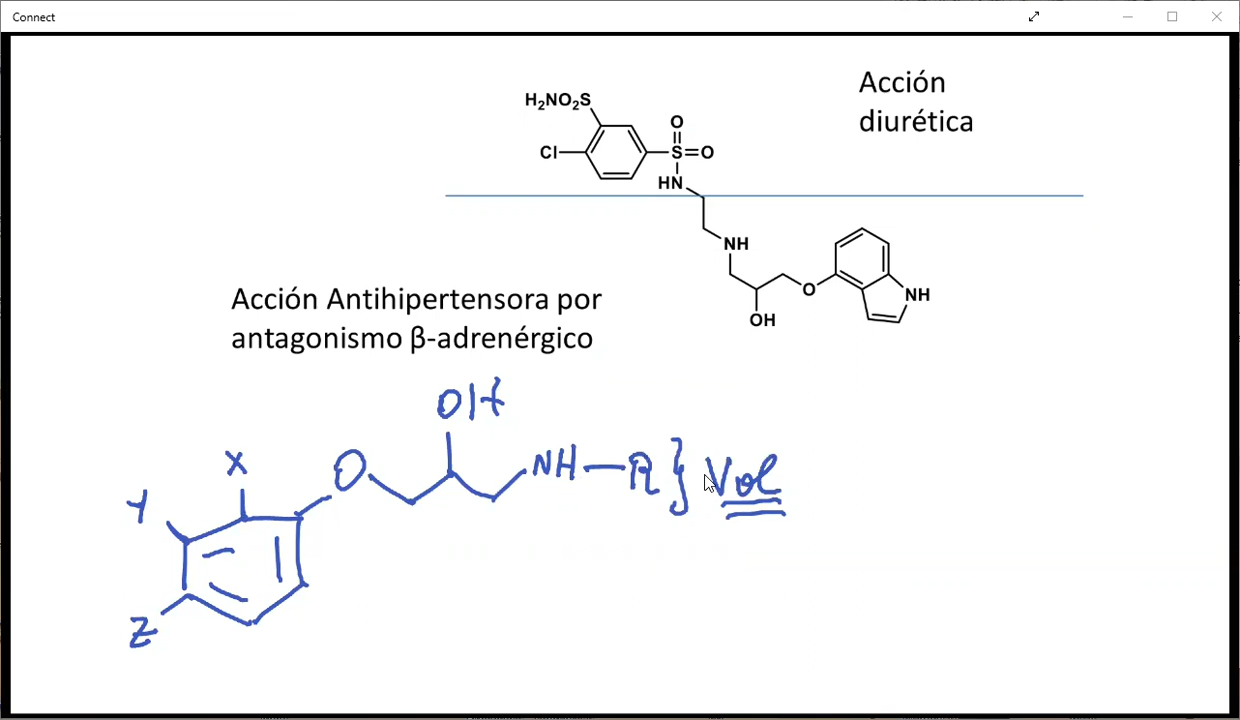 Connect
Acción
diurética
H₂NO₂S
O
Cl
S
O
HN
NH
O
NH
OH
Acción Antihipertensora por
antagonismo β-adrenérgico
OH
X
O
NH
R
} Vol
Y
Z